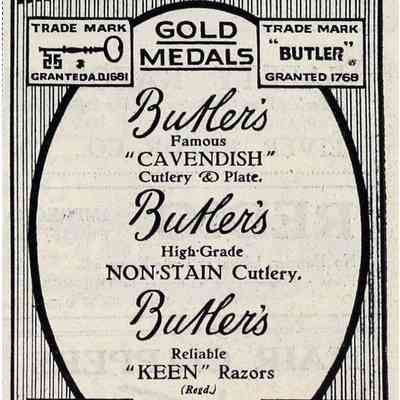 TRADE MARK
GRANTED A.D. 1681
GOLD
MEDALS
TRADE MARK
"BUTLER"
GRANTED 1768
Butler's
Famous
"CAVENDISH"
Cutlery & Plate.
Butler's
High-Grade
NON-STAIN Cutlery.
Butler's
Reliable
"KEEN" Razors
(Regd.)